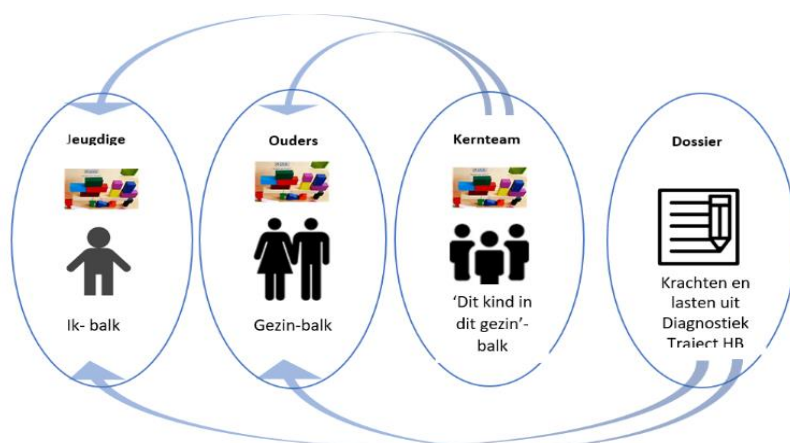 Jeugdige
Ouders
Kernteam
Dossier
Ik- balk
Gezin-balk
‘Dit kind in
dit gezin’-
balk
Krachten en
lasten uit
Diagnostiek
Traject HB